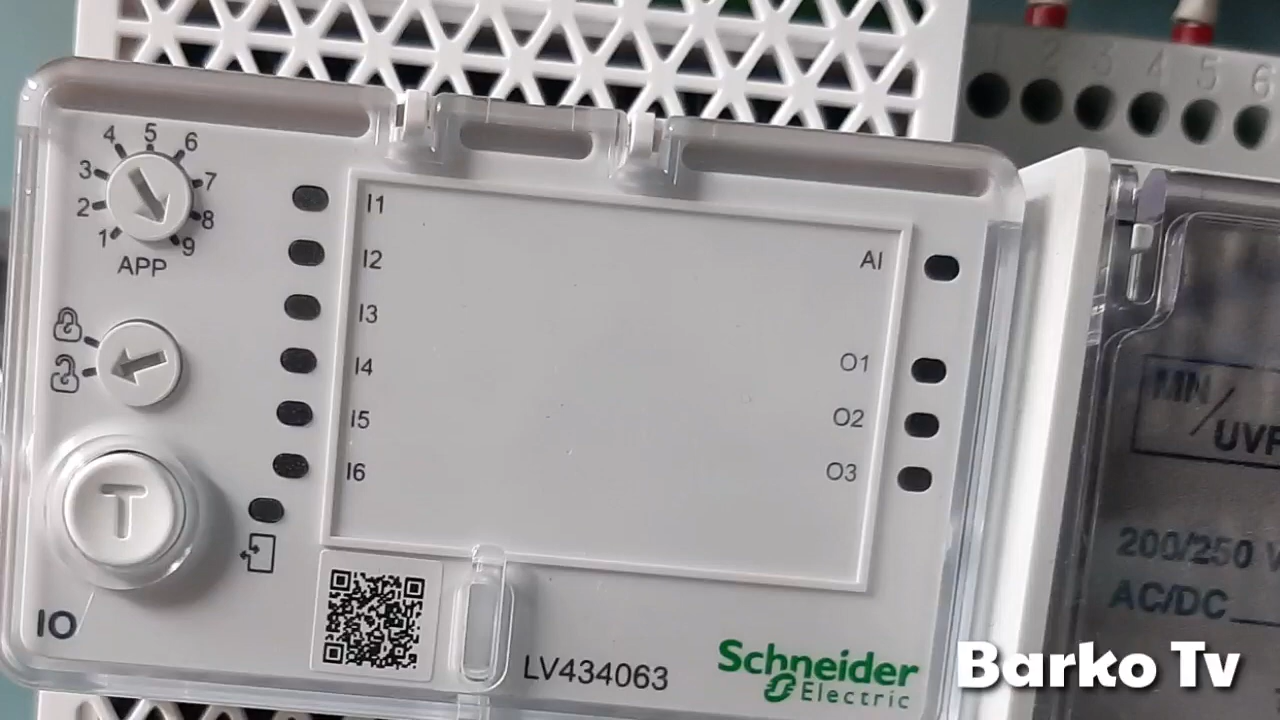 1 2 3 4 5 6
4 5 6
3 7
2 8
1 9
APP
I1
I2
I3
I4
I5
I6
AI
O1
O2
O3
T
IO
LV434063
Schneider
Electric
MN/UVR
200/250 V
AC/DC
Barko Tv